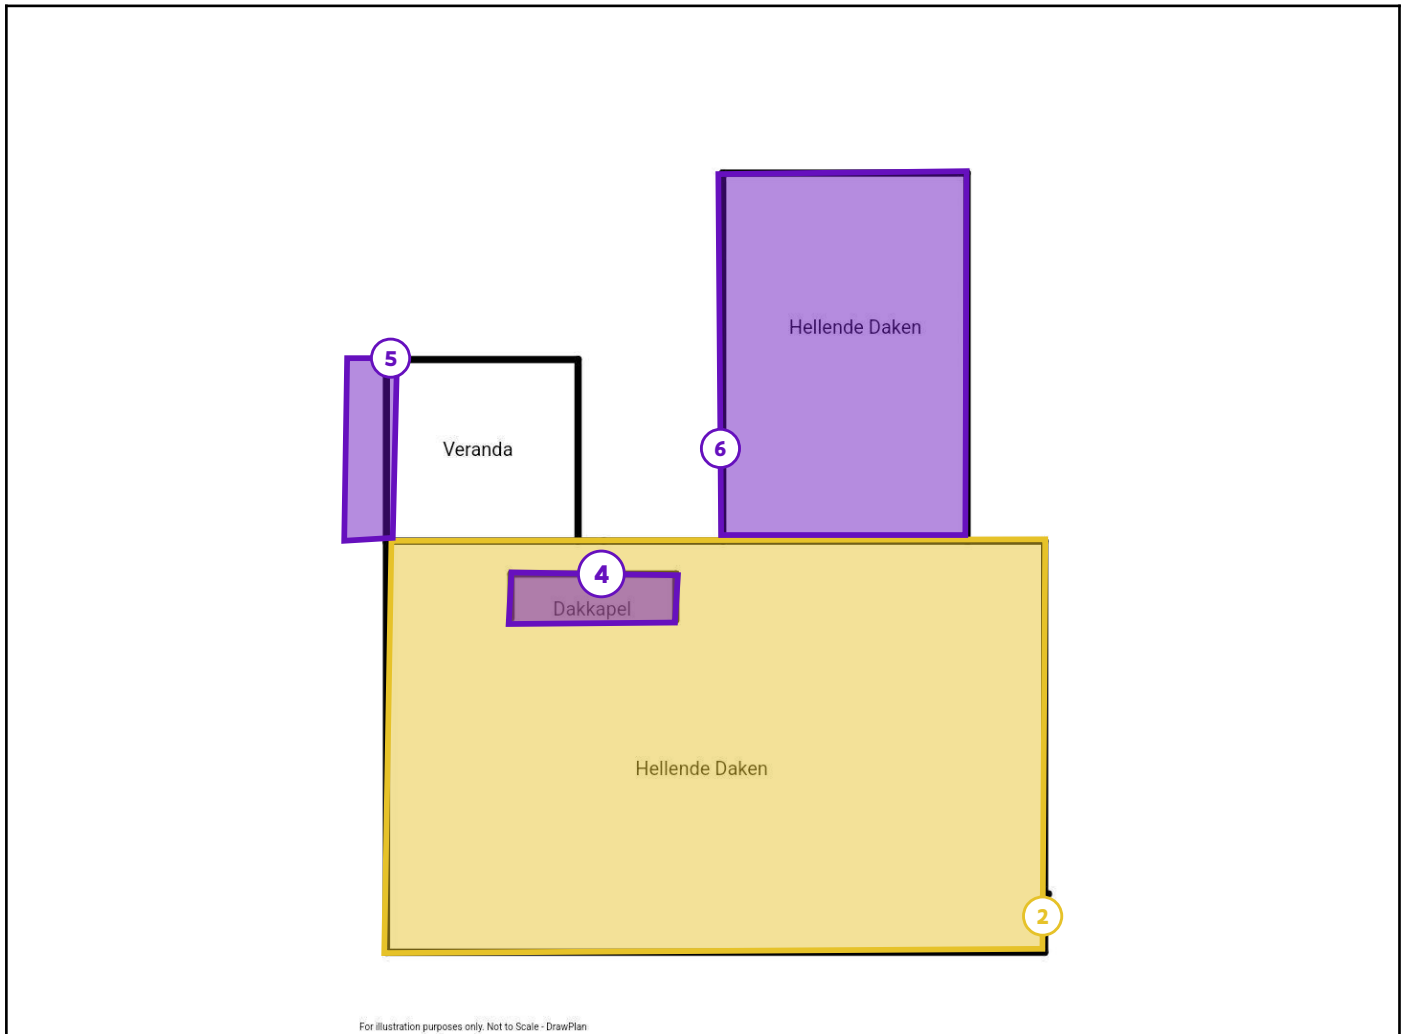 Hellende Daken
5
Veranda
6
4
Dakkapel
Hellende Daken
2
For illustration purposes only. Not to Scale - DrawPlan